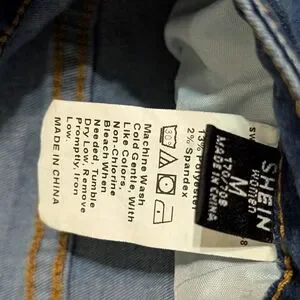 13% Polyester
2% Spandex
Machine Wash
Cold Gentle, With
Like Colors,
Non-Chlorine
Bleach When
Needed, Tumble
Dry Low, Remove
Promptly, Iron
Low.
MADE IN CHINA
SHEIN
women
M
MADE IN CHINA